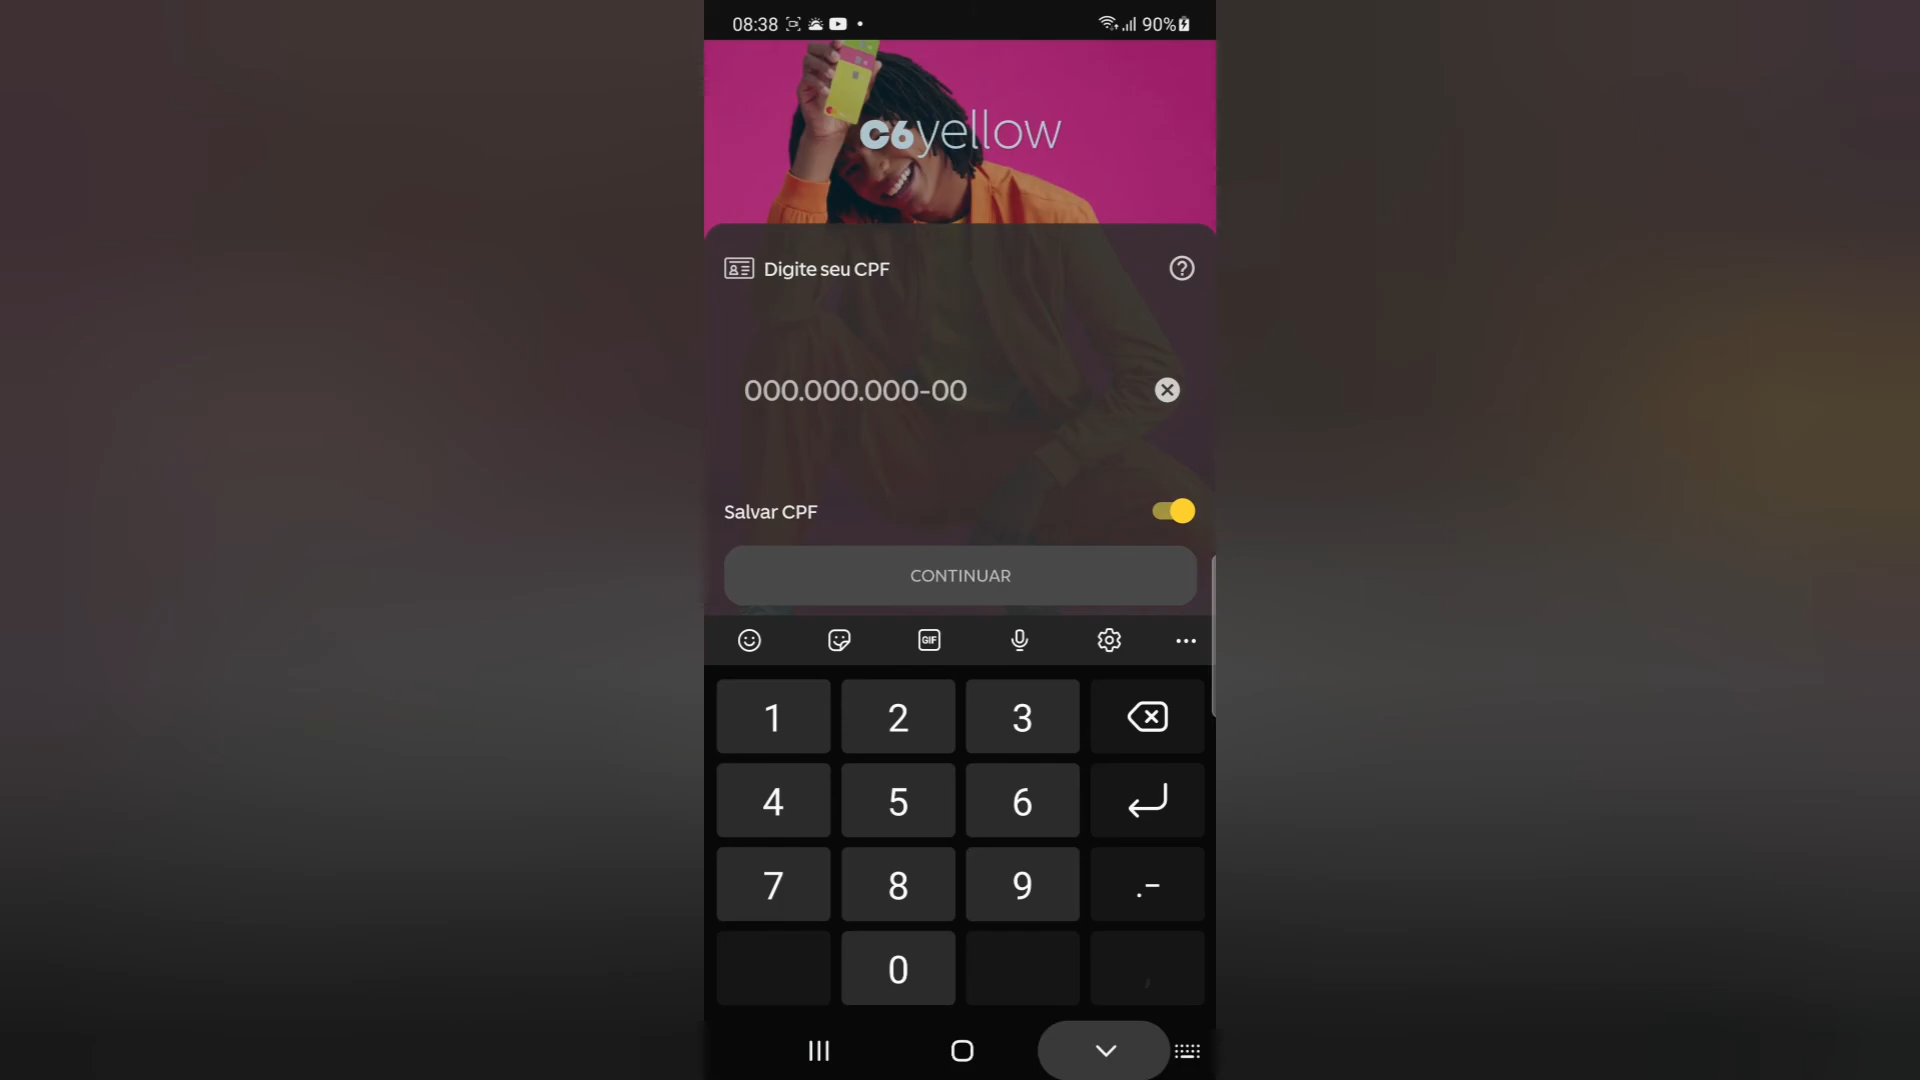 08:38
90%
C6yellow
Digite seu CPF
000.000.000-00
Salvar CPF
CONTINUAR
GIF
1 2 3
4 5 6
7 8 9 .-
0 ,